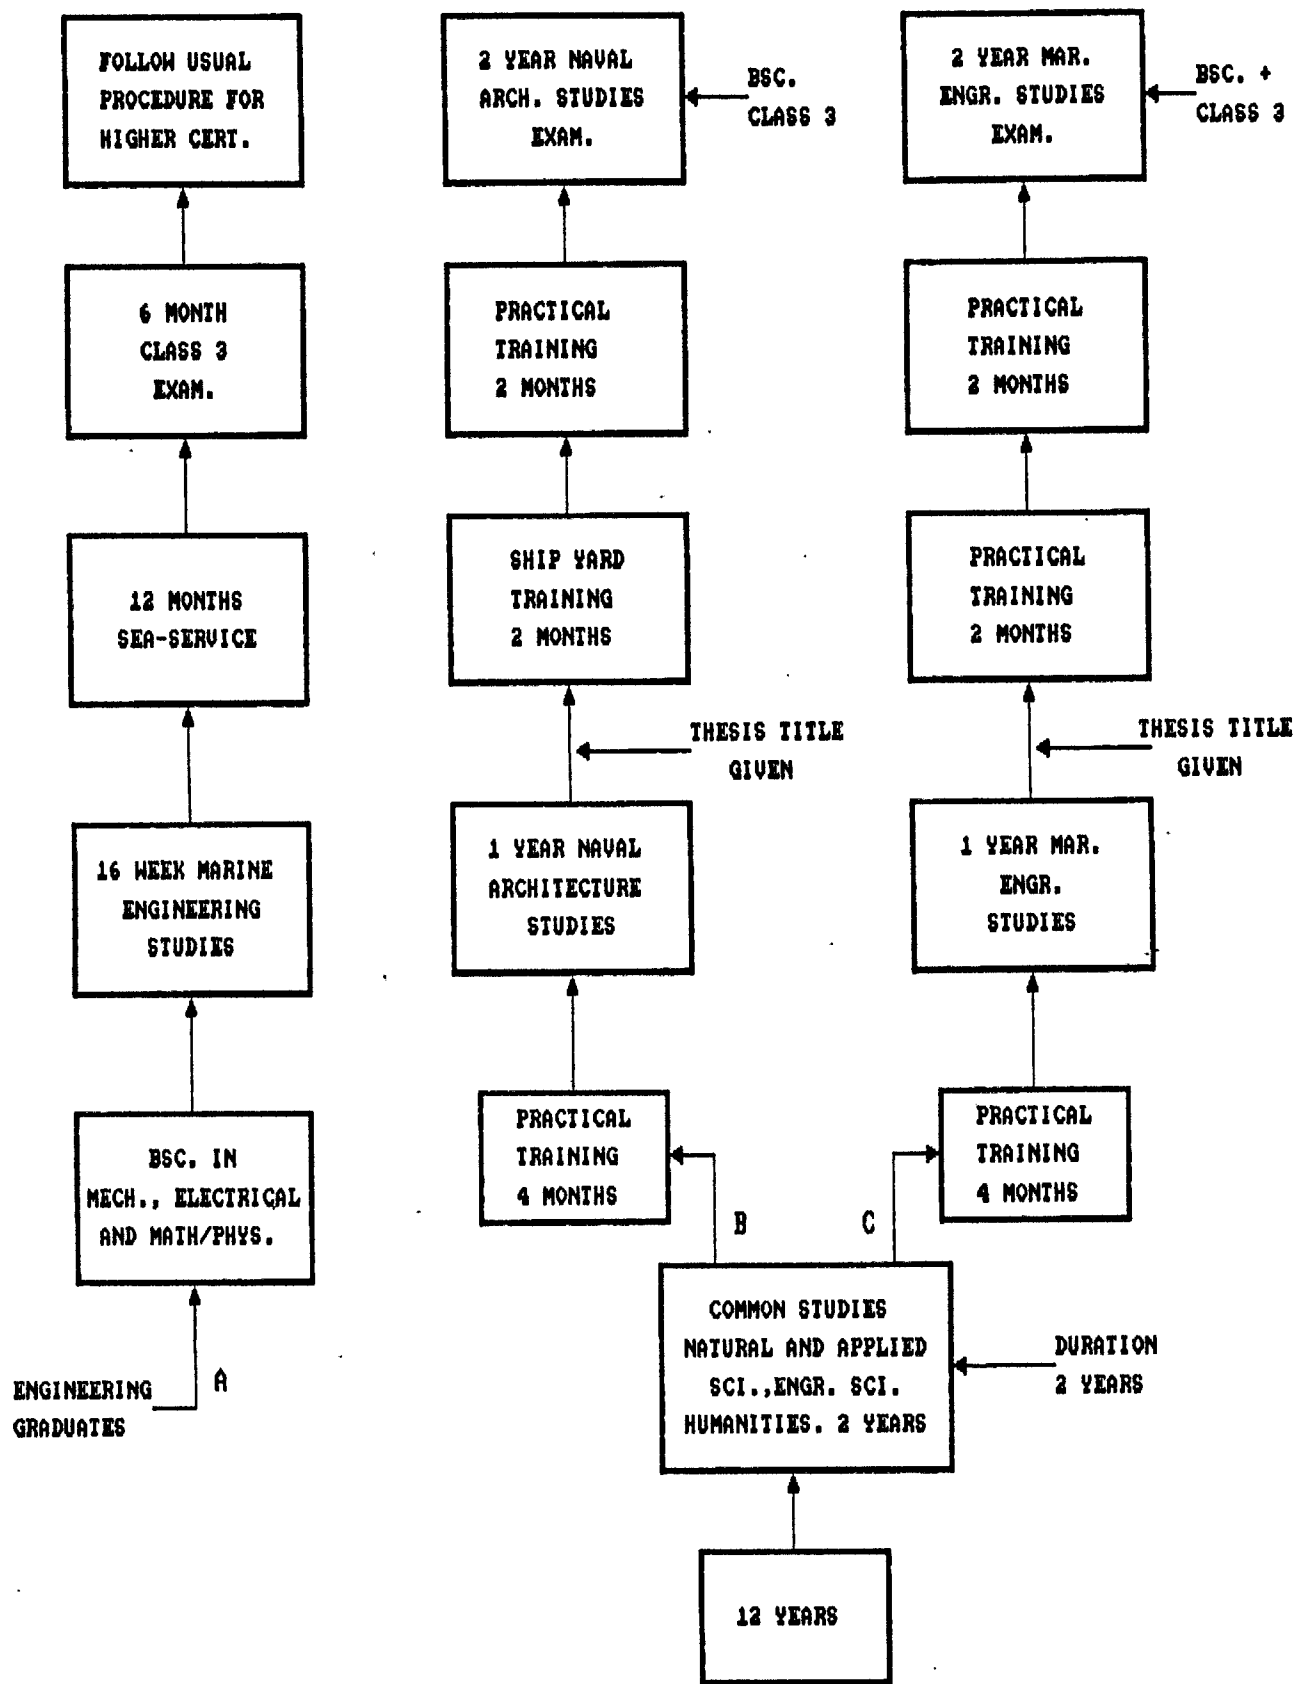 FOLLOW USUAL
PROCEDURE FOR
HIGHER CERT.
2 YEAR NAVAL
ARCH. STUDIES
EXAM.
BSC.
CLASS 3
2 YEAR MAR.
ENGR. STUDIES
EXAM.
BSC. +
CLASS 3
6 MONTH
CLASS 3
EXAM.
PRACTICAL
TRAINING
2 MONTHS
PRACTICAL
TRAINING
2 MONTHS
12 MONTHS
SEA-SERVICE
SHIP YARD
TRAINING
2 MONTHS
PRACTICAL
TRAINING
2 MONTHS
THESIS TITLE
GIVEN
THESIS TITLE
GIVEN
16 WEEK MARINE
ENGINEERING
STUDIES
1 YEAR NAVAL
ARCHITECTURE
STUDIES
1 YEAR MAR.
ENGR.
STUDIES
BSC. IN
MECH., ELECTRICAL
AND MATH/PHYS.
PRACTICAL
TRAINING
4 MONTHS
PRACTICAL
TRAINING
4 MONTHS
B
C
A
ENGINEERING
GRADUATES
COMMON STUDIES
NATURAL AND APPLIED
SCI.,ENGR. SCI.
HUMANITIES. 2 YEARS
DURATION
2 YEARS
12 YEARS